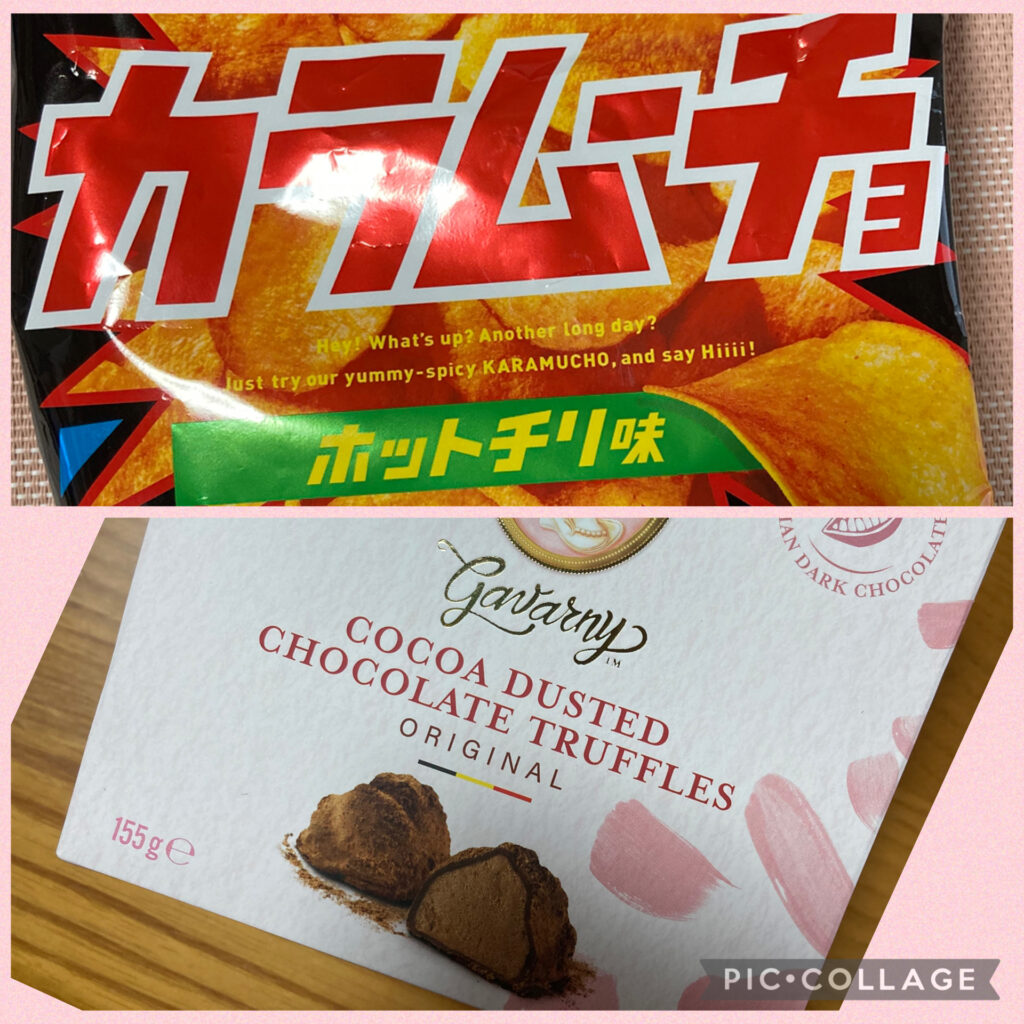 カラムーチョ
Hey! What's up? Another long day?
Just try our yummy-spicy KARAMUCHO, and say Hiiii!
ホットチリ味
IAN DARK CHOCOLATE
Gavarny TM
COCOA DUSTED
CHOCOLATE TRUFFLES
ORIGINAL
155g℮
PIC•COLLAGE